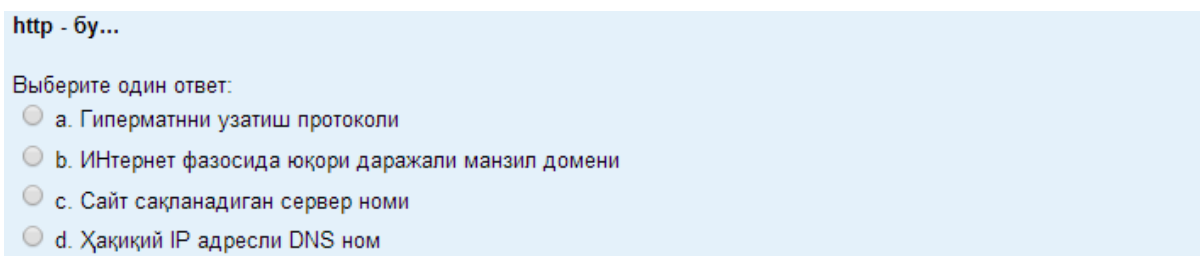 http - бу...
Выберите один ответ:
a. Гиперматнни узатиш протоколи
b. ИНтернет фазосида юқори даражали манзил домени
c. Сайт сақланадиган сервер номи
d. Ҳақиқий IP адресли DNS ном